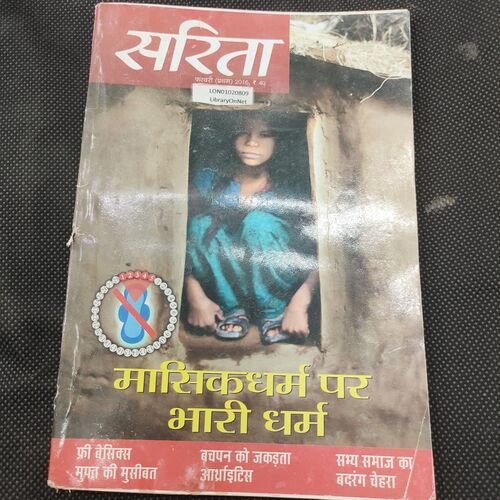 सरिता
फरवरी (प्रथम) 2016, ₹ 40
LON01020809
LibraryOnNet
मासिकधर्म पर
भारी धर्म
फ्री बेसिक्स
मुफ्त की मुसीबत
बचपन को जकड़ता
आर्थ्राइटिस
सभ्य समाज का
बदरंग चेहरा